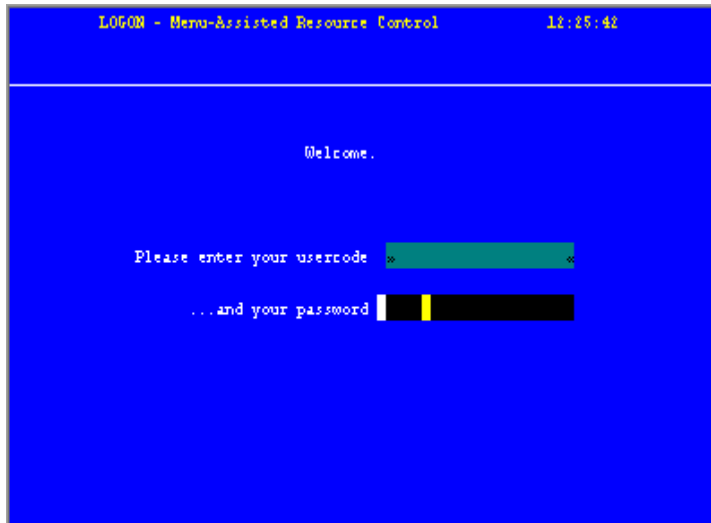 LOGON - Menu-Assisted Resource Control 12:25:42
Welcome.
Please enter your usercode » «
...and your password